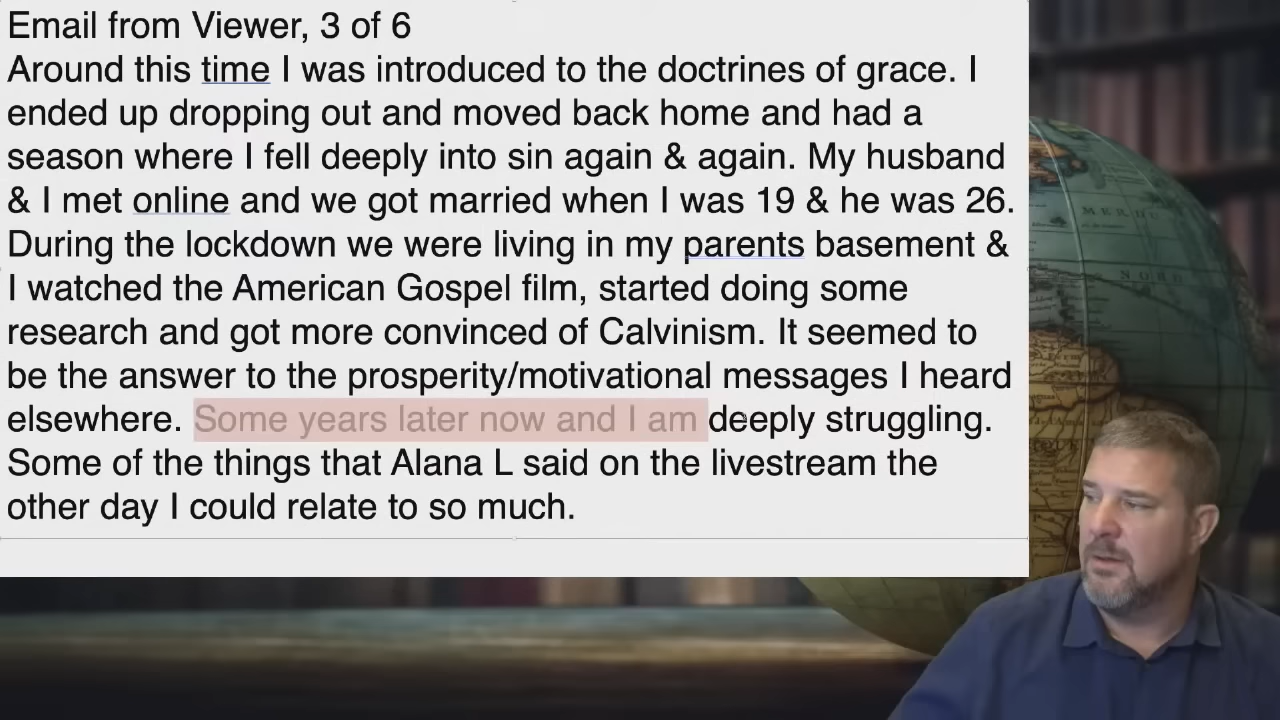 Email from Viewer, 3 of 6
Around this time I was introduced to the doctrines of grace. I
ended up dropping out and moved back home and had a
season where I fell deeply into sin again & again. My husband
& I met online and we got married when I was 19 & he was 26.
During the lockdown we were living in my parents basement &
I watched the American Gospel film, started doing some
research and got more convinced of Calvinism. It seemed to
be the answer to the prosperity/motivational messages I heard
elsewhere. Some years later now and I am deeply struggling.
Some of the things that Alana L said on the livestream the
other day I could relate to so much.